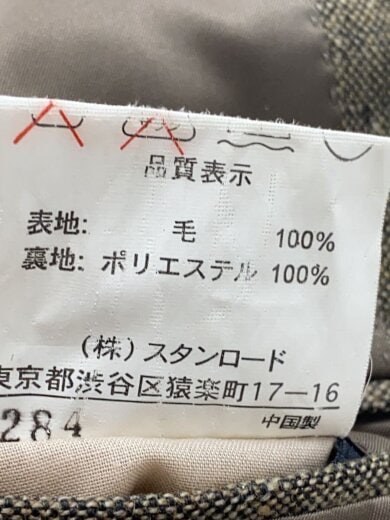 品質表示
表地: 毛 100%
裏地: ポリエステル 100%
(株)スタンロード
東京都渋谷区猿楽町17-16
中国製
284